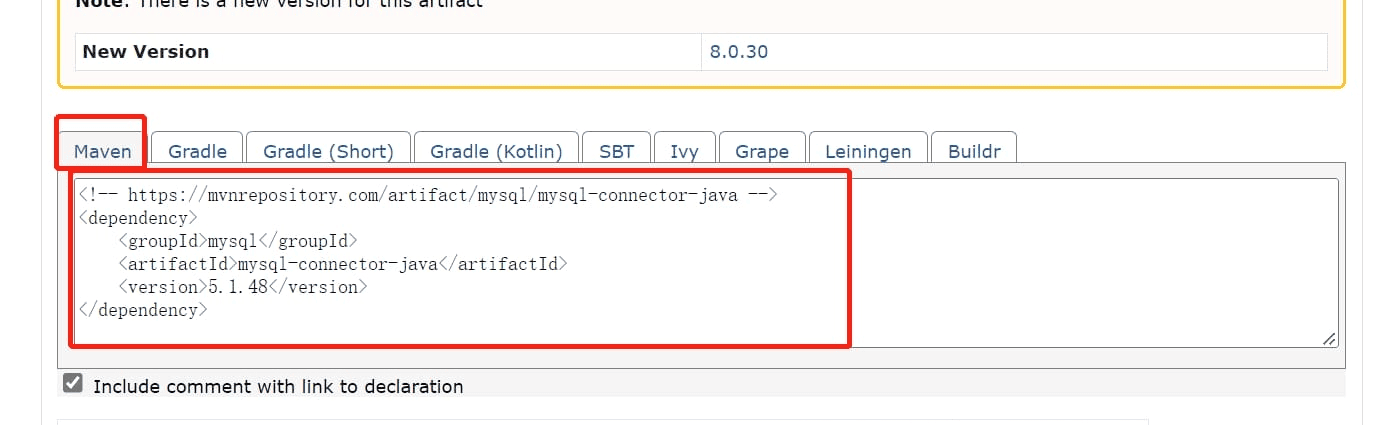 Note: There is a new version for this artifact
New Version 8.0.30
Maven Gradle Gradle (Short) Gradle (Kotlin) SBT Ivy Grape Leiningen Buildr
<!-- https://mvnrepository.com/artifact/mysql/mysql-connector-java -->
<dependency>
    <groupId>mysql</groupId>
    <artifactId>mysql-connector-java</artifactId>
    <version>5.1.48</version>
</dependency>
Include comment with link to declaration